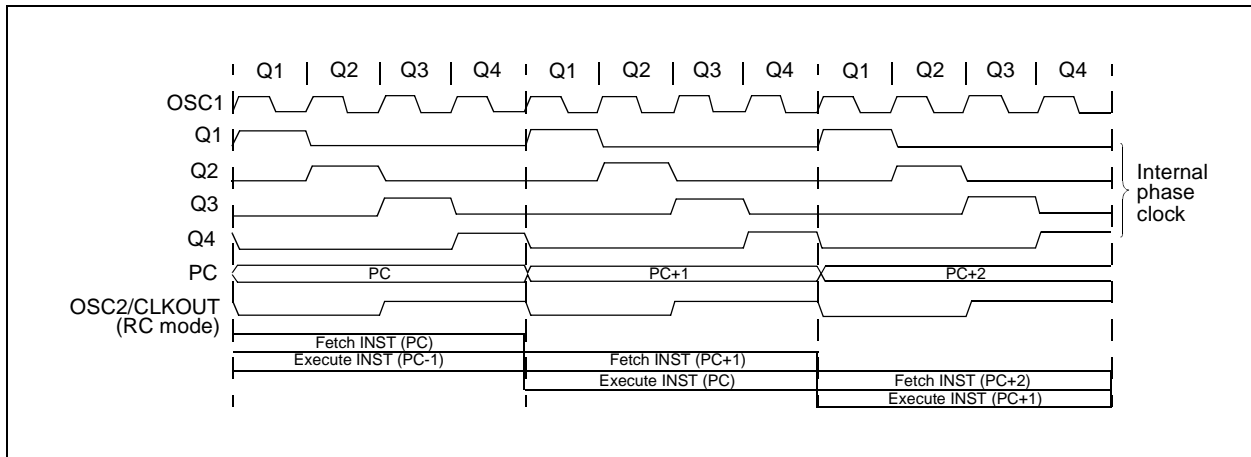 Q1 Q2 Q3 Q4 Q1 Q2 Q3 Q4 Q1 Q2 Q3 Q4
OSC1
Q1
Q2
Q3
Q4
Internal
phase
clock
PC PC PC+1 PC+2
OSC2/CLKOUT
(RC mode)
Fetch INST (PC)
Execute INST (PC-1) Fetch INST (PC+1)
Execute INST (PC) Fetch INST (PC+2)
Execute INST (PC+1)